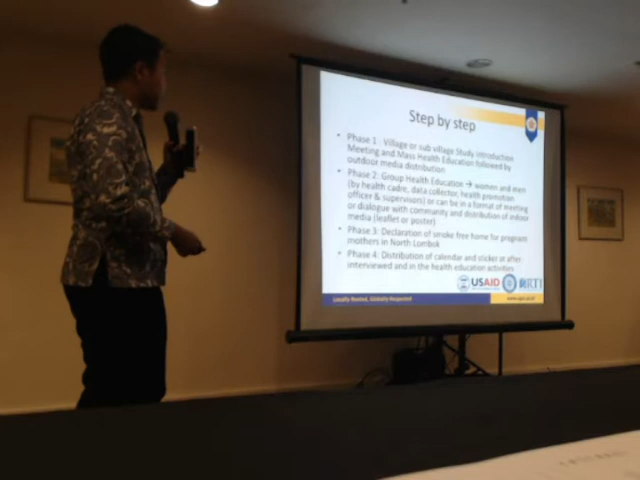 Step by step
• Phase 1: Village or sub village Study, Introduction
Meeting and Mass Health Education followed by
outdoor media distribution
• Phase 2: Group Health Education → women and men
(by health cadre, data collector, health promotion
officer & supervisors) or can be in a format of meeting
or dialogue with community and distribution of indoor
media (leaflet or poster)
• Phase 3: Declaration of smoke free home for program
mothers in North Lombok
• Phase 4: Distribution of calendar and sticker at after
interviewed and in the health education activities
USAID
RTI
Locally Rooted, Globally Respected